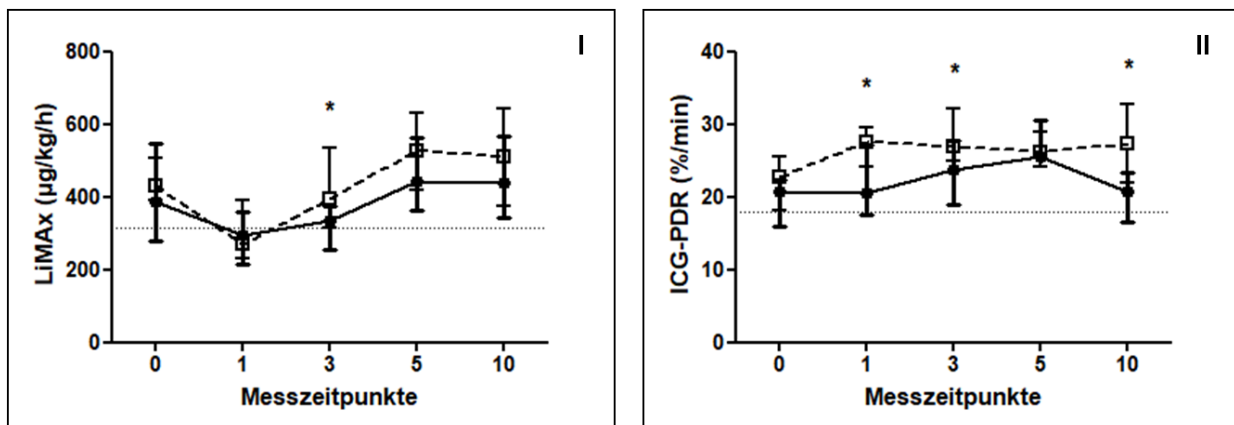 I
LiMAx (µg/kg/h)
800
600
400
200
0
*
0 1 3 5 10
Messzeitpunkte
II
ICG-PDR (%/min)
40
30
20
10
0
* * *
0 1 3 5 10
Messzeitpunkte